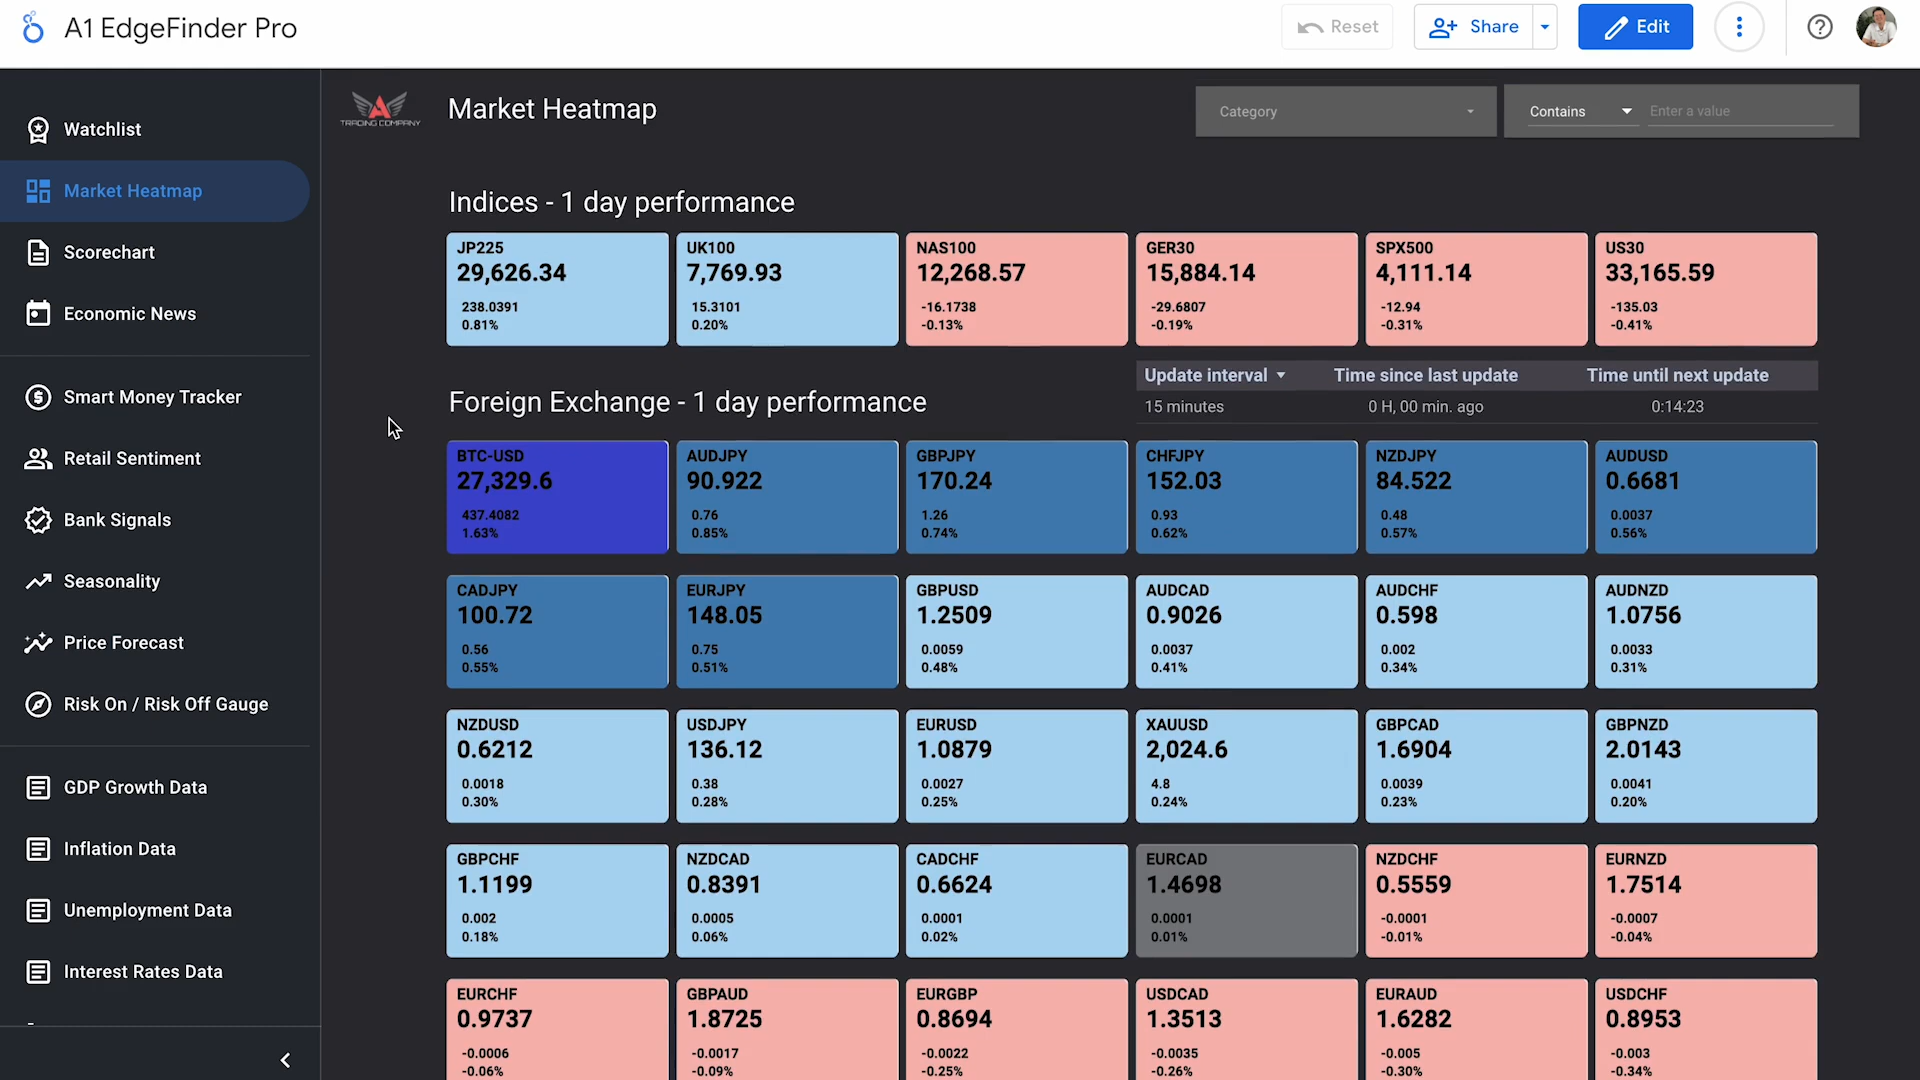 A1 EdgeFinder Pro
Reset
Share
Edit
Watchlist
Market Heatmap
Scorechart
Economic News
Smart Money Tracker
Retail Sentiment
Bank Signals
Seasonality
Price Forecast
Risk On / Risk Off Gauge
GDP Growth Data
Inflation Data
Unemployment Data
Interest Rates Data
TRADING COMPANY
Market Heatmap
Category
Contains
Enter a value
Indices - 1 day performance
JP225
29,626.34
238.0391
0.81%
UK100
7,769.93
15.3101
0.20%
NAS100
12,268.57
-16.1738
-0.13%
GER30
15,884.14
-29.6807
-0.19%
SPX500
4,111.14
-12.94
-0.31%
US30
33,165.59
-135.03
-0.41%
Foreign Exchange - 1 day performance
Update interval Time since last update Time until next update
15 minutes 0 H, 00 min. ago 0:14:23
BTC-USD
27,329.6
437.4082
1.63%
AUDJPY
90.922
0.76
0.85%
GBPJPY
170.24
1.26
0.74%
CHFJPY
152.03
0.93
0.62%
NZDJPY
84.522
0.48
0.57%
AUDUSD
0.6681
0.0037
0.56%
CADJPY
100.72
0.56
0.55%
EURJPY
148.05
0.75
0.51%
GBPUSD
1.2509
0.0059
0.48%
AUDCAD
0.9026
0.0037
0.41%
AUDCHF
0.598
0.002
0.34%
AUDNZD
1.0756
0.0033
0.31%
NZDUSD
0.6212
0.0018
0.30%
USDJPY
136.12
0.38
0.28%
EURUSD
1.0879
0.0027
0.25%
XAUUSD
2,024.6
4.8
0.24%
GBPCAD
1.6904
0.0039
0.23%
GBPNZD
2.0143
0.0041
0.20%
GBPCHF
1.1199
0.002
0.18%
NZDCAD
0.8391
0.0005
0.06%
CADCHF
0.6624
0.0001
0.02%
EURCAD
1.4698
0.0001
0.01%
NZDCHF
0.5559
-0.0001
-0.01%
EURNZD
1.7514
-0.0007
-0.04%
EURCHF
0.9737
-0.0006
-0.06%
GBPAUD
1.8725
-0.0017
-0.09%
EURGBP
0.8694
-0.0022
-0.25%
USDCAD
1.3513
-0.0035
-0.26%
EURAUD
1.6282
-0.005
-0.30%
USDCHF
0.8953
-0.003
-0.34%